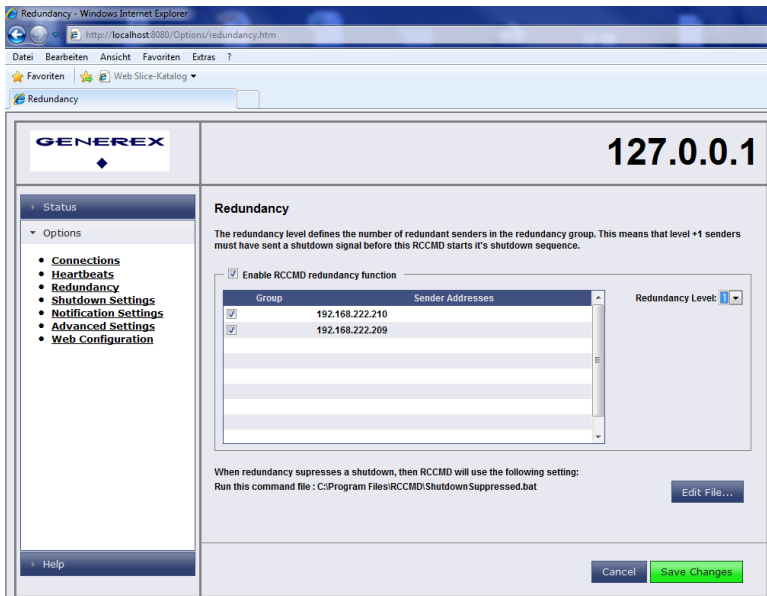 Redundancy - Windows Internet Explorer
http://localhost:8080/Options/redundancy.htm
Datei Bearbeiten Ansicht Favoriten Extras ?
Favoriten Web Slice-Katalog
Redundancy
GENEREX
127.0.0.1
Status
Options
Connections
Heartbeats
Redundancy
Shutdown Settings
Notification Settings
Advanced Settings
Web Configuration
Help
Redundancy
The redundancy level defines the number of redundant senders in the redundancy group. This means that level +1 senders
must have sent a shutdown signal before this RCCMD starts it's shutdown sequence.
Enable RCCMD redundancy function
Group Sender Addresses
192.168.222.210
192.168.222.209
Redundancy Level: 1
When redundancy supresses a shutdown, then RCCMD will use the following setting:
Run this command file : C:\Program Files\RCCMD\ShutdownSuppressed.bat
Edit File...
Cancel Save Changes